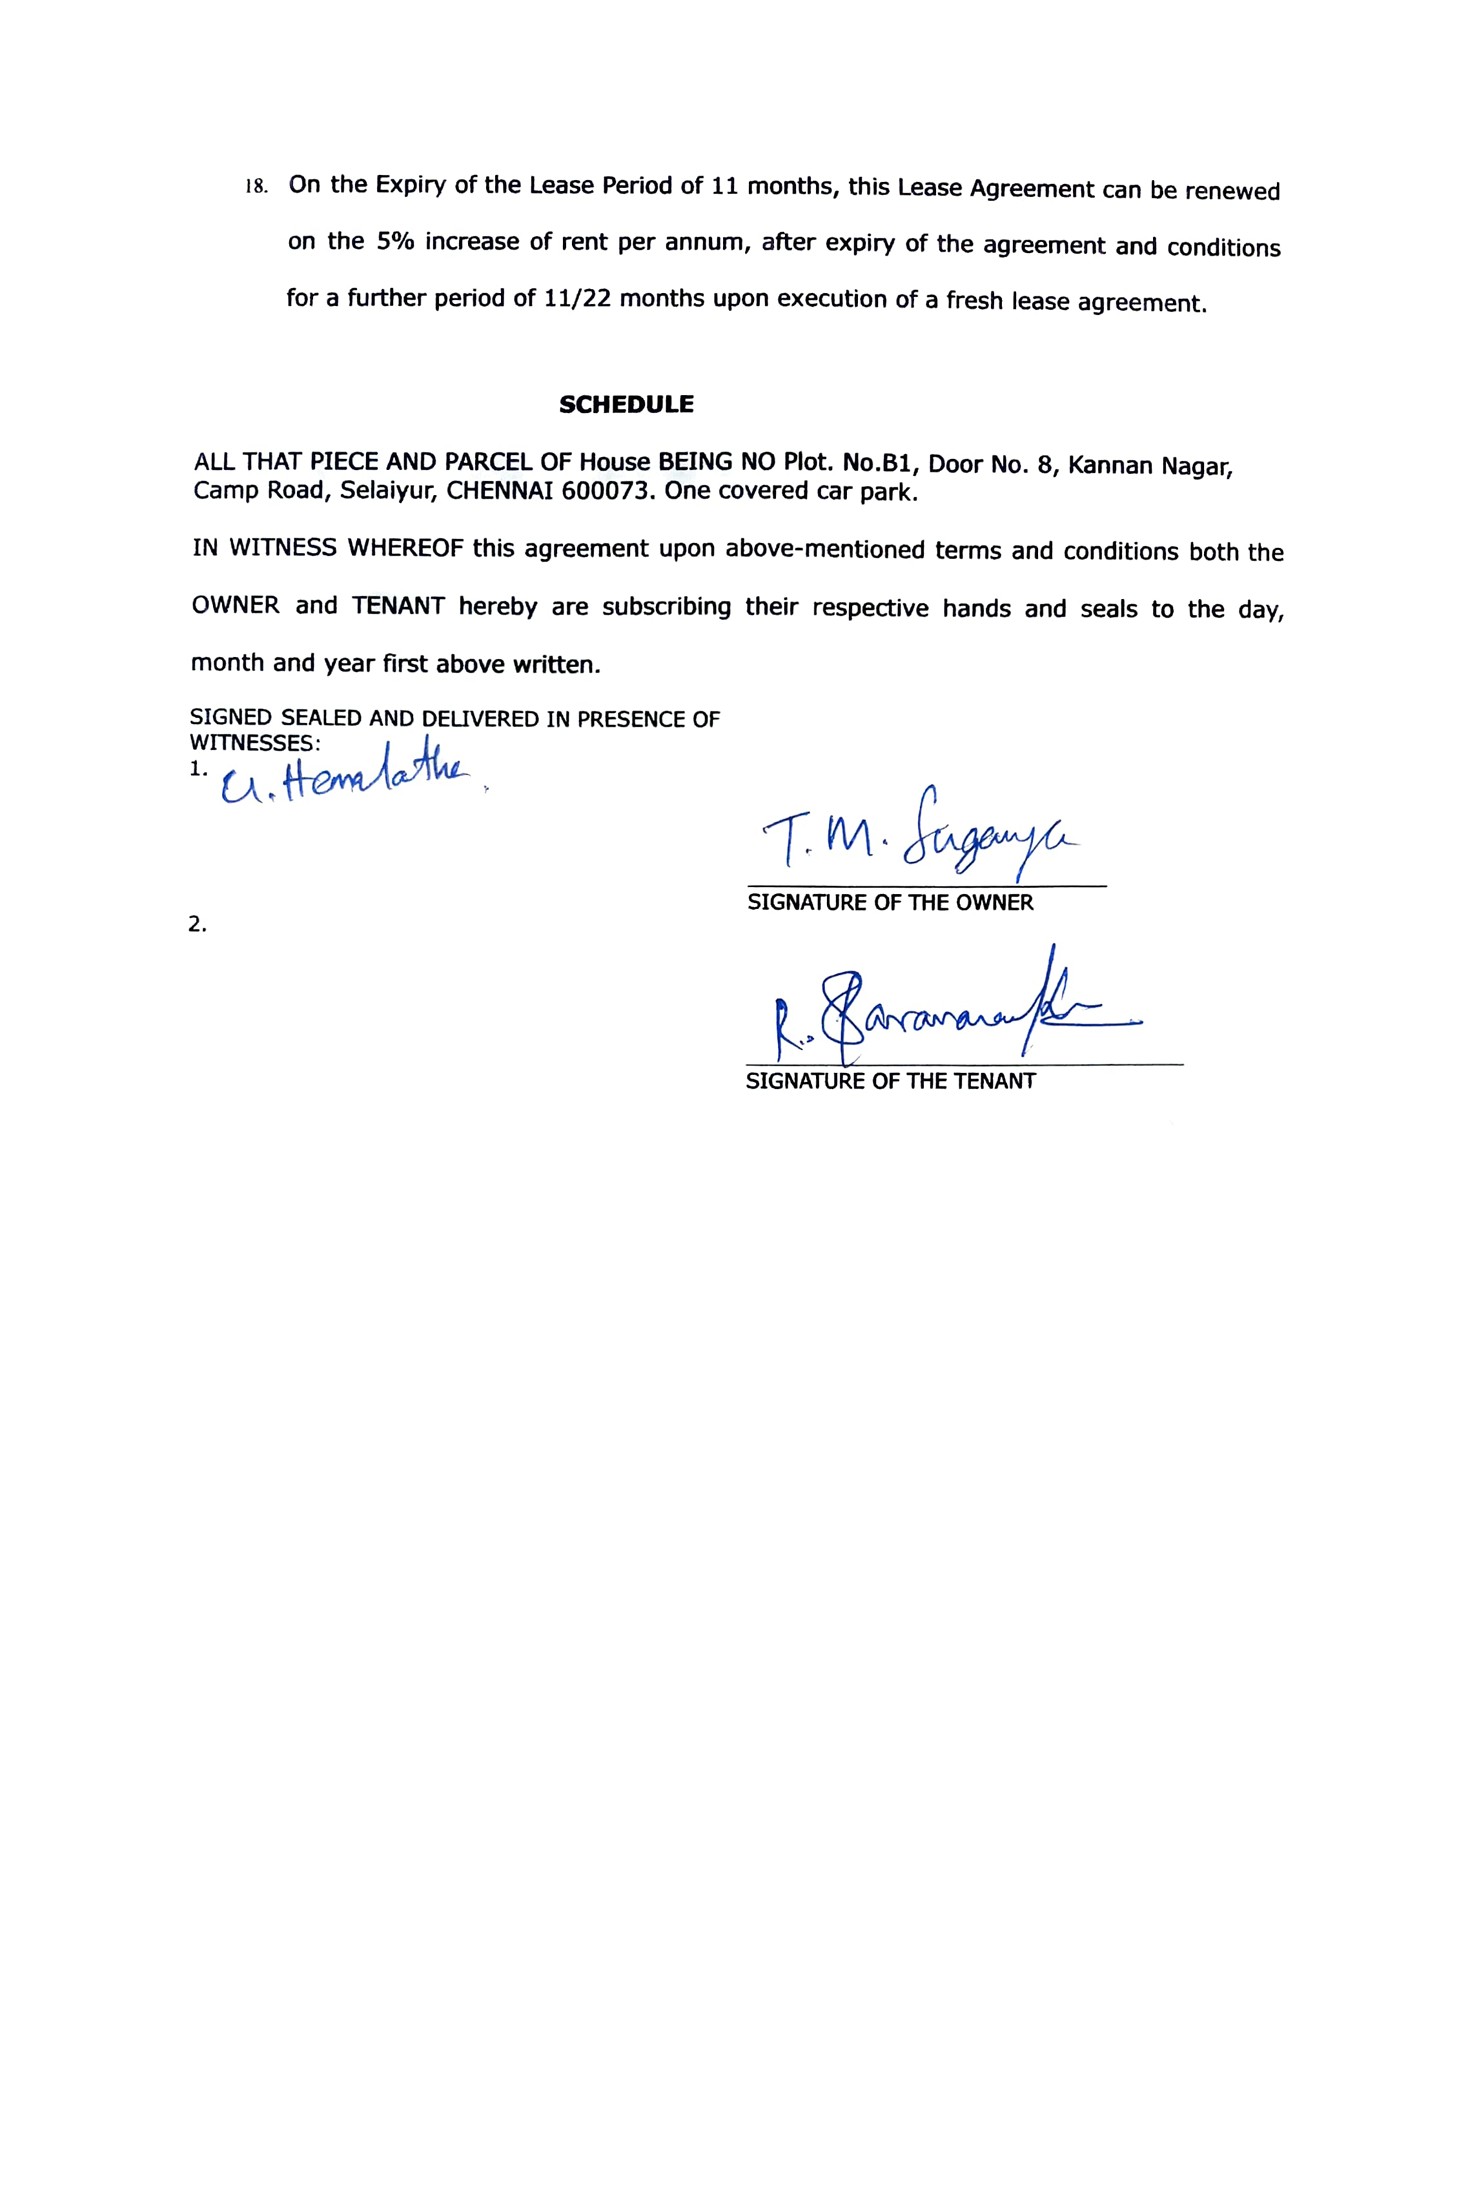 18. On the Expiry of the Lease Period of 11 months, this Lease Agreement can be renewed
on the 5% increase of rent per annum, after expiry of the agreement and conditions
for a further period of 11/22 months upon execution of a fresh lease agreement.
SCHEDULE
ALL THAT PIECE AND PARCEL OF House BEING NO Plot. No.B1, Door No. 8, Kannan Nagar,
Camp Road, Selaiyur, CHENNAI 600073. One covered car park.
IN WITNESS WHEREOF this agreement upon above-mentioned terms and conditions both the
OWNER and TENANT hereby are subscribing their respective hands and seals to the day,
month and year first above written.
SIGNED SEALED AND DELIVERED IN PRESENCE OF
WITNESSES:
1. U. Hemalatha.
T. M. Suganya
SIGNATURE OF THE OWNER
2.
R.
SIGNATURE OF THE TENANT